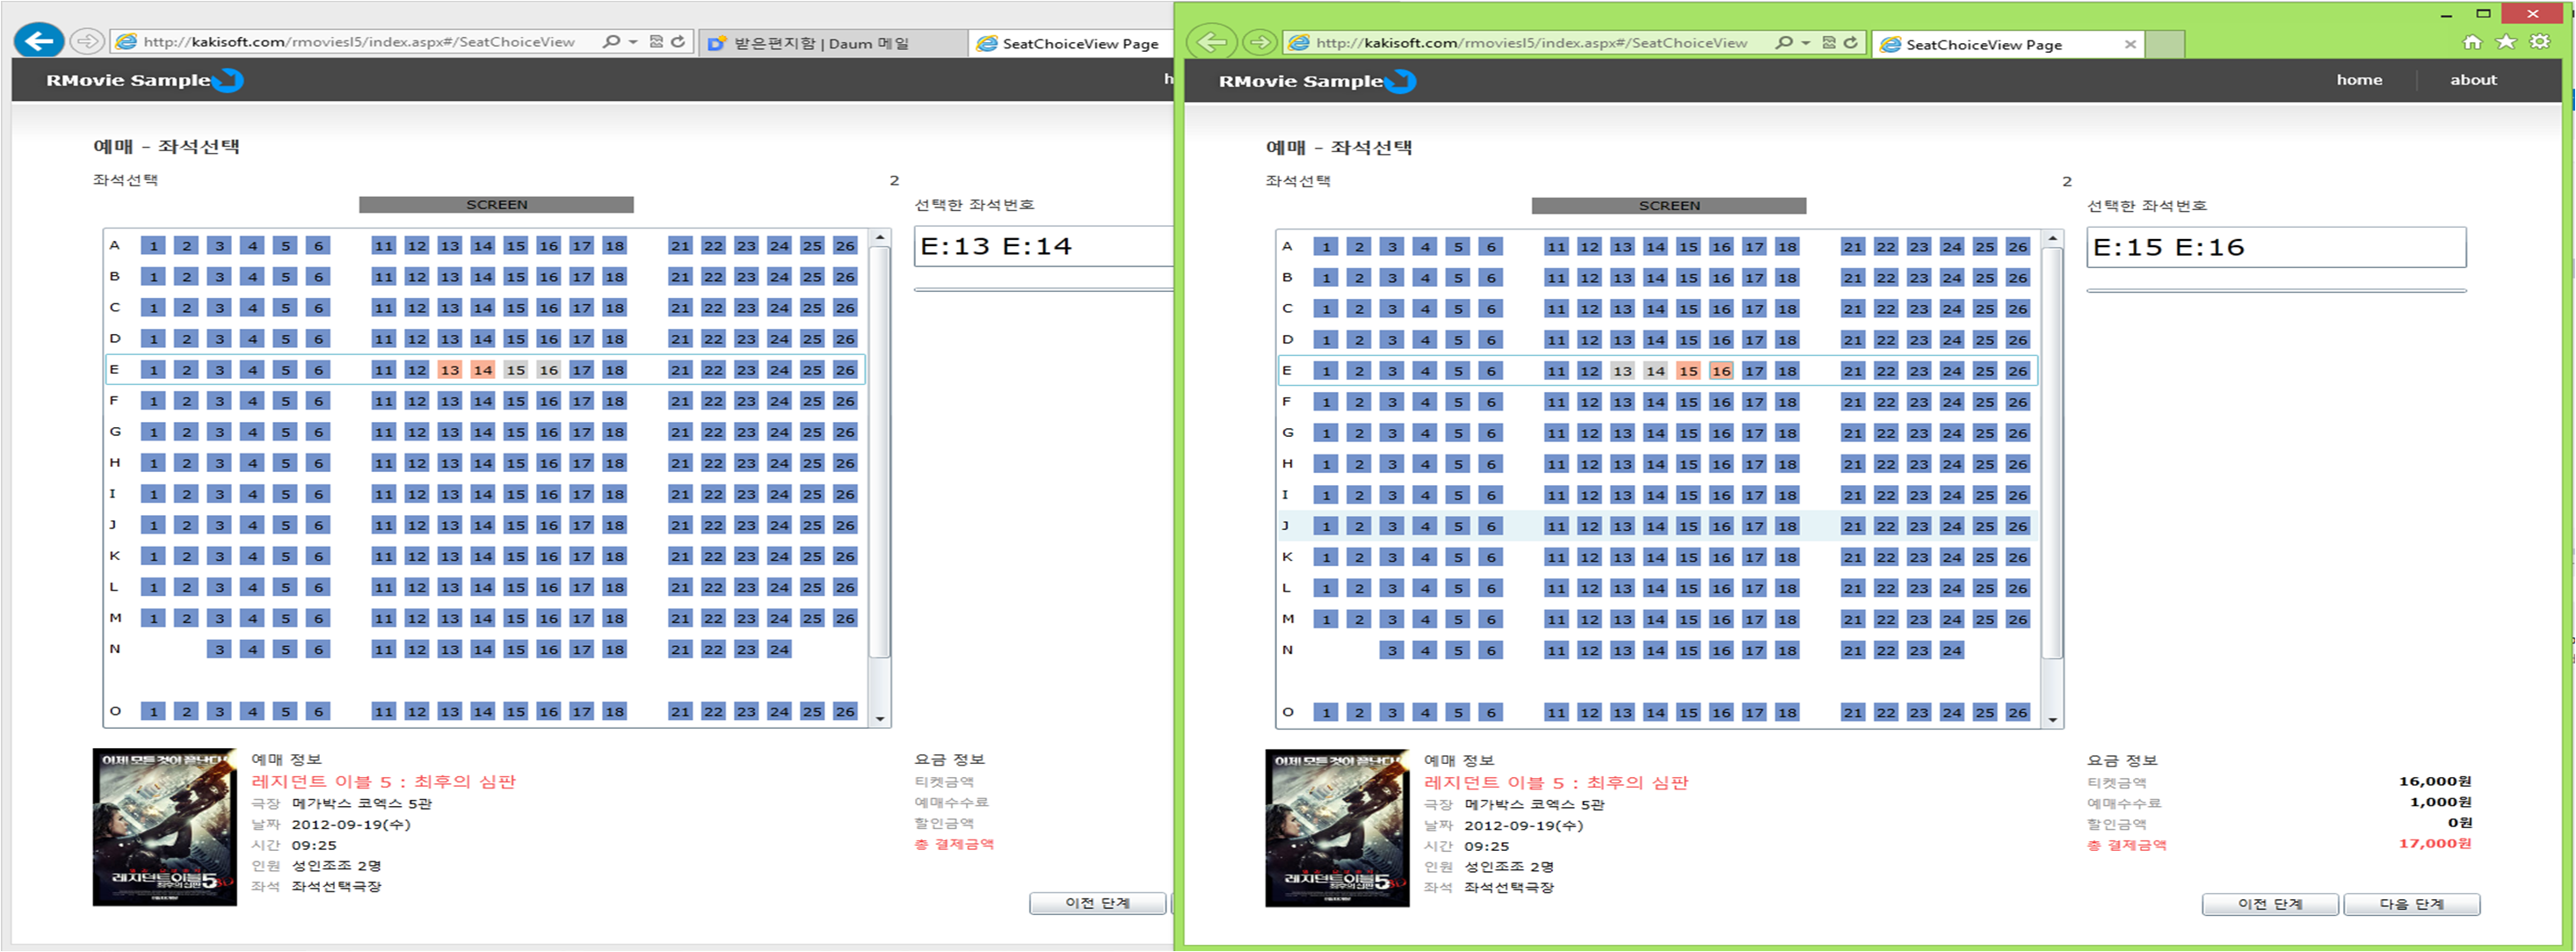 http://kakisoft.com/rmoviesl5/index.aspx#/SeatChoiceView
받은편지함 | Daum 메일
SeatChoiceView Page
RMovie Sample
예매 - 좌석선택
좌석선택
2
SCREEN
선택한 좌석번호
E:13 E:14
A 1 2 3 4 5 6 11 12 13 14 15 16 17 18 21 22 23 24 25 26
B 1 2 3 4 5 6 11 12 13 14 15 16 17 18 21 22 23 24 25 26
C 1 2 3 4 5 6 11 12 13 14 15 16 17 18 21 22 23 24 25 26
D 1 2 3 4 5 6 11 12 13 14 15 16 17 18 21 22 23 24 25 26
E 1 2 3 4 5 6 11 12 13 14 15 16 17 18 21 22 23 24 25 26
F 1 2 3 4 5 6 11 12 13 14 15 16 17 18 21 22 23 24 25 26
G 1 2 3 4 5 6 11 12 13 14 15 16 17 18 21 22 23 24 25 26
H 1 2 3 4 5 6 11 12 13 14 15 16 17 18 21 22 23 24 25 26
I 1 2 3 4 5 6 11 12 13 14 15 16 17 18 21 22 23 24 25 26
J 1 2 3 4 5 6 11 12 13 14 15 16 17 18 21 22 23 24 25 26
K 1 2 3 4 5 6 11 12 13 14 15 16 17 18 21 22 23 24 25 26
L 1 2 3 4 5 6 11 12 13 14 15 16 17 18 21 22 23 24 25 26
M 1 2 3 4 5 6 11 12 13 14 15 16 17 18 21 22 23 24 25 26
N 3 4 5 6 11 12 13 14 15 16 17 18 21 22 23 24
O 1 2 3 4 5 6 11 12 13 14 15 16 17 18 21 22 23 24 25 26
이제 모든 것이 끝난다!
레지던트 이블 5
최후의 심판
예매 정보
레지던트 이블 5 : 최후의 심판
극장 메가박스 코엑스 5관
날짜 2012-09-19(수)
시간 09:25
인원 성인조조 2명
좌석 좌석선택극장
요금 정보
티켓금액
예매수수료
할인금액
총 결제금액
이전 단계
http://kakisoft.com/rmoviesl5/index.aspx#/SeatChoiceView
SeatChoiceView Page
RMovie Sample
home
about
예매 - 좌석선택
좌석선택
2
SCREEN
선택한 좌석번호
E:15 E:16
A 1 2 3 4 5 6 11 12 13 14 15 16 17 18 21 22 23 24 25 26
B 1 2 3 4 5 6 11 12 13 14 15 16 17 18 21 22 23 24 25 26
C 1 2 3 4 5 6 11 12 13 14 15 16 17 18 21 22 23 24 25 26
D 1 2 3 4 5 6 11 12 13 14 15 16 17 18 21 22 23 24 25 26
E 1 2 3 4 5 6 11 12 13 14 15 16 17 18 21 22 23 24 25 26
F 1 2 3 4 5 6 11 12 13 14 15 16 17 18 21 22 23 24 25 26
G 1 2 3 4 5 6 11 12 13 14 15 16 17 18 21 22 23 24 25 26
H 1 2 3 4 5 6 11 12 13 14 15 16 17 18 21 22 23 24 25 26
I 1 2 3 4 5 6 11 12 13 14 15 16 17 18 21 22 23 24 25 26
J 1 2 3 4 5 6 11 12 13 14 15 16 17 18 21 22 23 24 25 26
K 1 2 3 4 5 6 11 12 13 14 15 16 17 18 21 22 23 24 25 26
L 1 2 3 4 5 6 11 12 13 14 15 16 17 18 21 22 23 24 25 26
M 1 2 3 4 5 6 11 12 13 14 15 16 17 18 21 22 23 24 25 26
N 3 4 5 6 11 12 13 14 15 16 17 18 21 22 23 24
O 1 2 3 4 5 6 11 12 13 14 15 16 17 18 21 22 23 24 25 26
이제 모든 것이 끝난다!
레지던트 이블 5
최후의 심판
예매 정보
레지던트 이블 5 : 최후의 심판
극장 메가박스 코엑스 5관
날짜 2012-09-19(수)
시간 09:25
인원 성인조조 2명
좌석 좌석선택극장
요금 정보
티켓금액 16,000원
예매수수료 1,000원
할인금액 0원
총 결제금액 17,000원
이전 단계
다음 단계